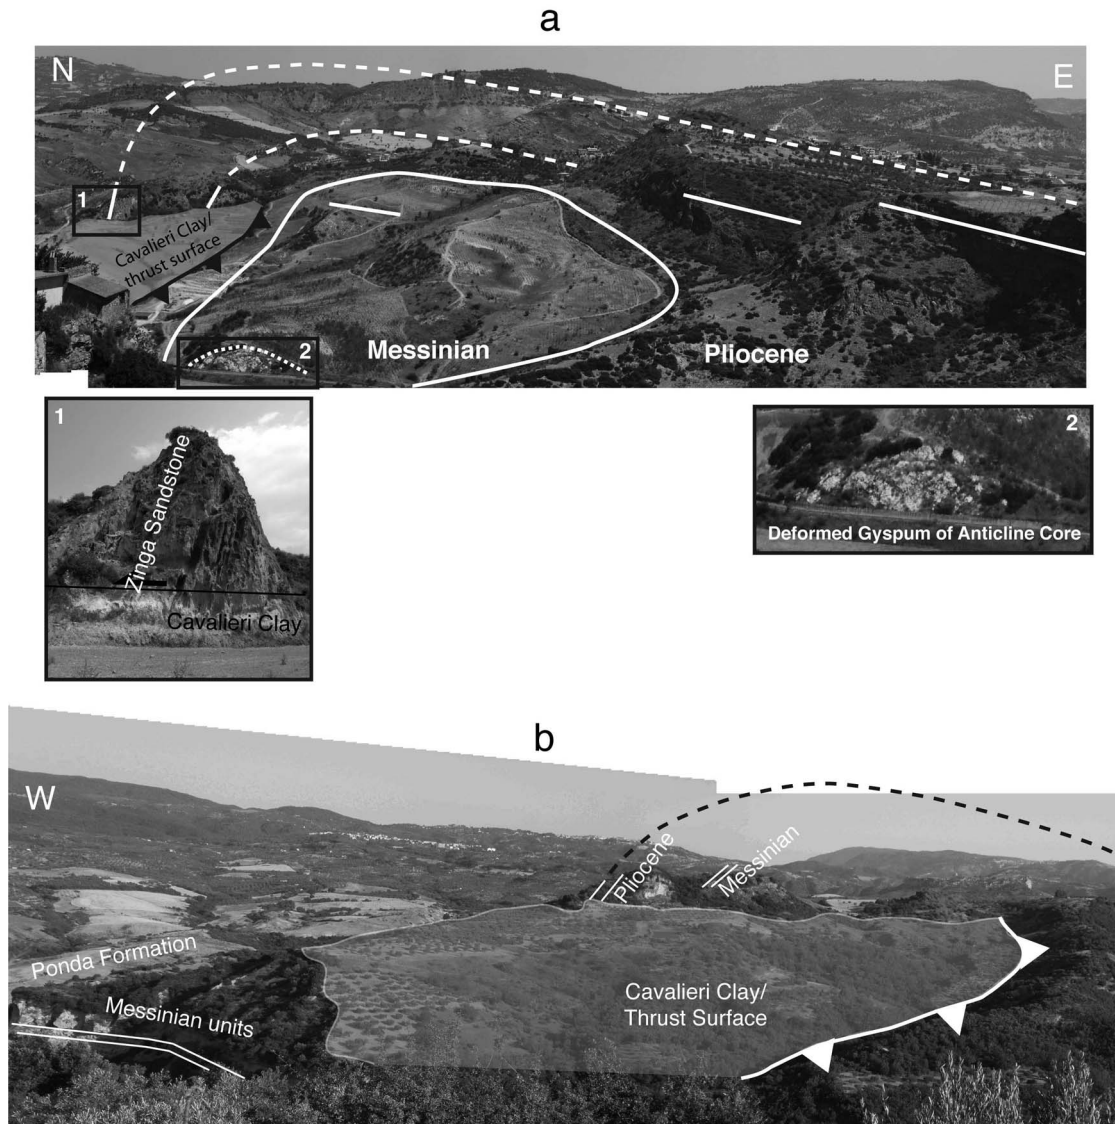 a
N
E
1
Cavalieri Clay/
thrust surface
2
Messinian
Pliocene
1
Zinga Sandstone
Cavalieri Clay
2
Deformed Gyspum of Anticline Core
b
W
Pliocene
Messinian
Ponda Formation
Messinian units
Cavalieri Clay/
Thrust Surface